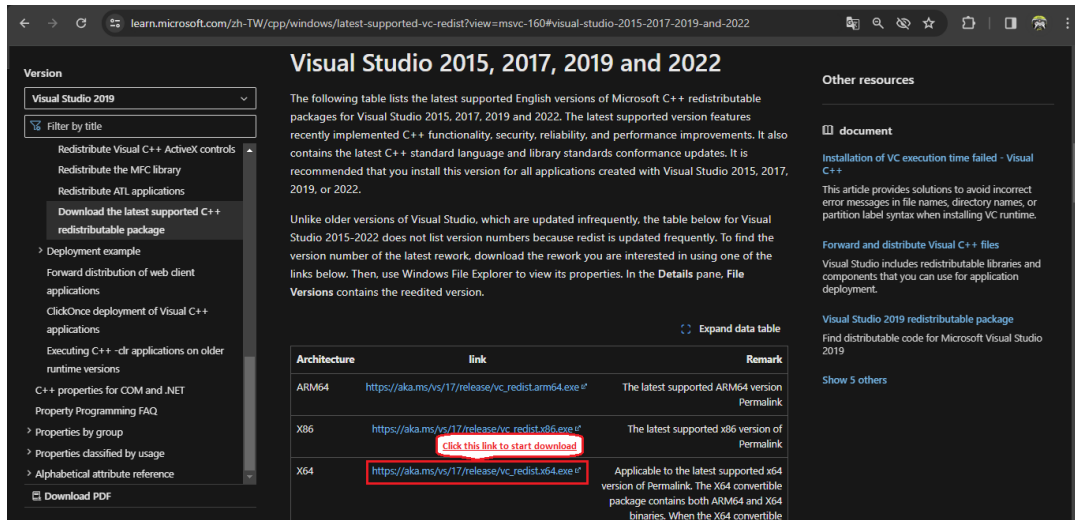 learn.microsoft.com/zh-TW/cpp/windows/latest-supported-vc-redist?view=msvc-160#visual-studio-2015-2017-2019-and-2022
Version
Visual Studio 2019
Filter by title
Redistribute Visual C++ ActiveX controls
Redistribute the MFC library
Redistribute ATL applications
Download the latest supported C++
redistributable package
Deployment example
Forward distribution of web client
applications
ClickOnce deployment of Visual C++
applications
Executing C++ -clr applications on older
runtime versions
C++ properties for COM and .NET
Property Programming FAQ
Properties by group
Properties classified by usage
Alphabetical attribute reference
Download PDF
Visual Studio 2015, 2017, 2019 and 2022
The following table lists the latest supported English versions of Microsoft C++ redistributable
packages for Visual Studio 2015, 2017, 2019 and 2022. The latest supported version features
recently implemented C++ functionality, security, reliability, and performance improvements. It also
contains the latest C++ standard language and library standards conformance updates. It is
recommended that you install this version for all applications created with Visual Studio 2015, 2017,
2019, or 2022.
Unlike older versions of Visual Studio, which are updated infrequently, the table below for Visual
Studio 2015-2022 does not list version numbers because redist is updated frequently. To find the
version number of the latest rework, download the rework you are interested in using one of the
links below. Then, use Windows File Explorer to view its properties. In the Details pane, File
Versions contains the reedited version.
Expand data table
Architecture link Remark
ARM64 https://aka.ms/vs/17/release/vc_redist.arm64.exe The latest supported ARM64 version
Permalink
X86 https://aka.ms/vs/17/release/vc_redist.x86.exe The latest supported x86 version of
Permalink
Click this link to start download
X64 https://aka.ms/vs/17/release/vc_redist.x64.exe Applicable to the latest supported x64
version of Permalink. The X64 convertible
package contains both ARM64 and X64
binaries. When the X64 convertible
Other resources
document
Installation of VC execution time failed - Visual
C++
This article provides solutions to avoid incorrect
error messages in file names, directory names, or
partition label syntax when installing VC runtime.
Forward and distribute Visual C++ files
Visual Studio includes redistributable libraries and
components that you can use for application
deployment.
Visual Studio 2019 redistributable package
Find distributable code for Microsoft Visual Studio
2019
Show 5 others